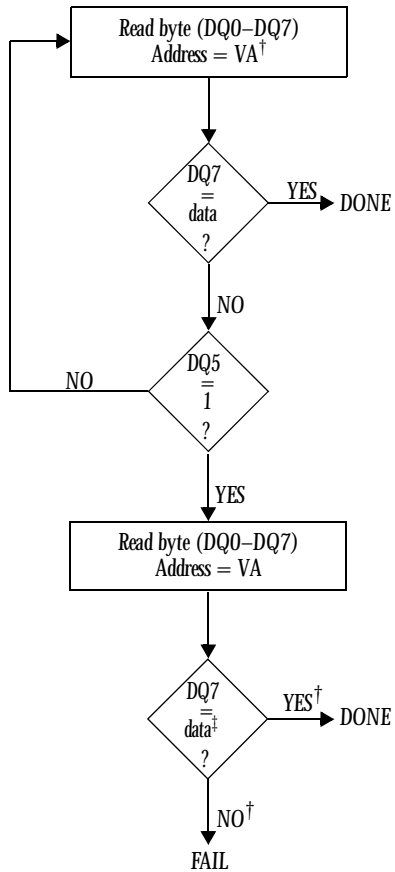 Read byte (DQ0–DQ7)
Address = VA†
DQ7
=
data
?
YES
DONE
NO
DQ5
=
1
?
NO
YES
Read byte (DQ0–DQ7)
Address = VA
DQ7
=
data‡
?
YES†
DONE
NO†
FAIL